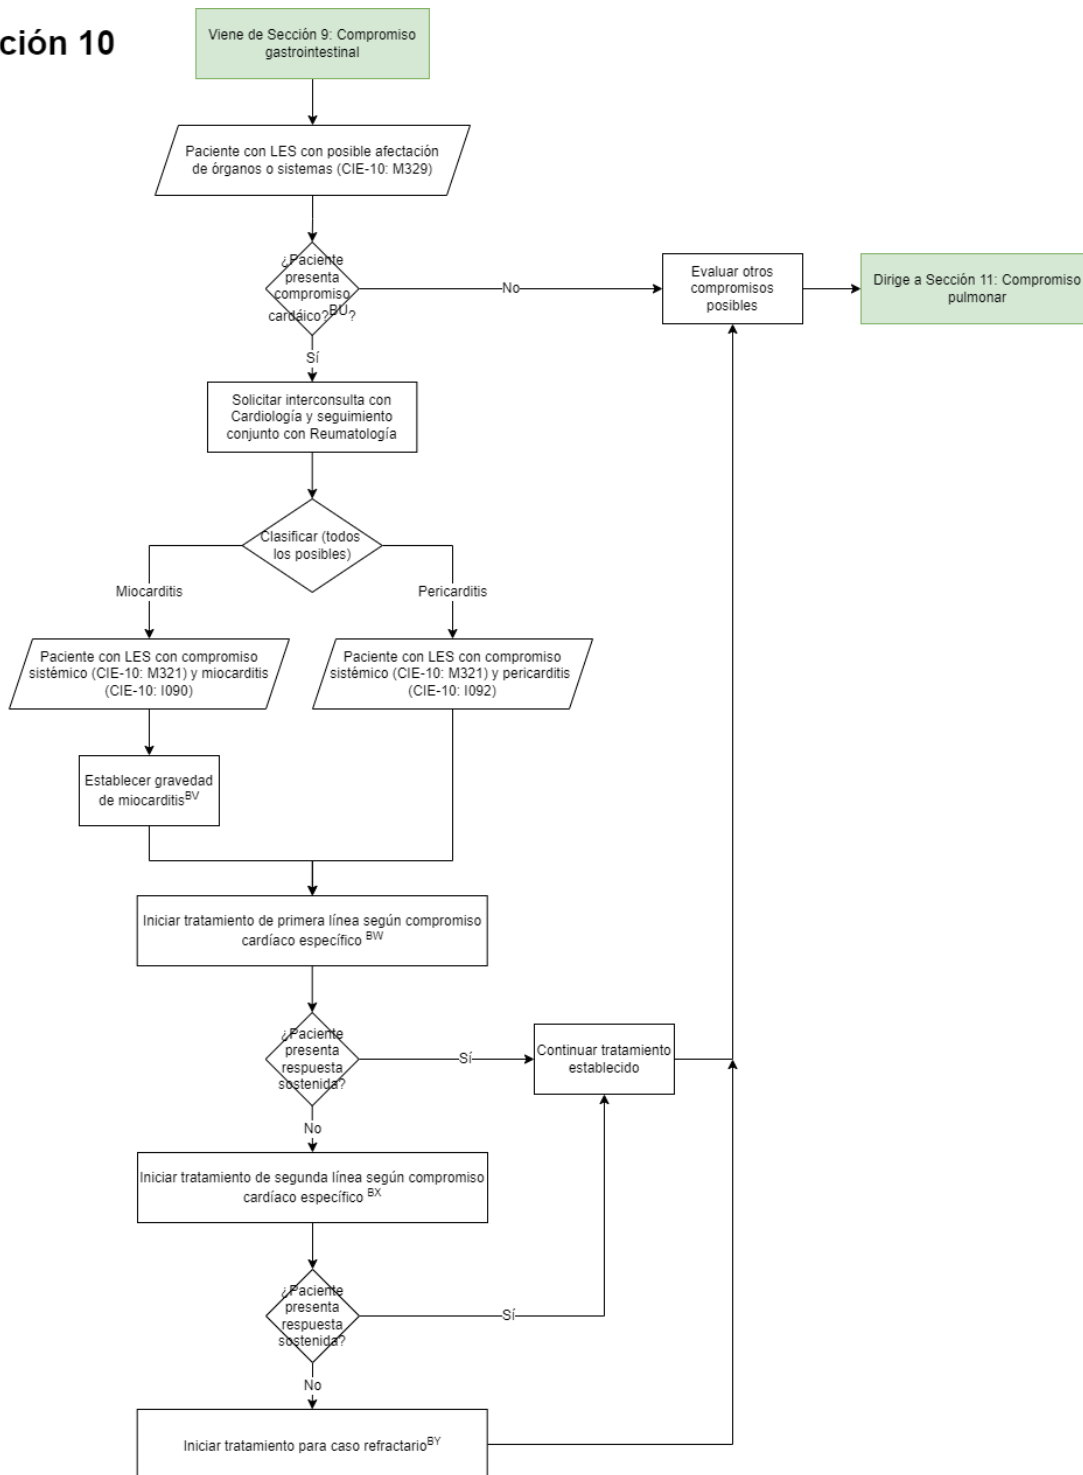 ción 10
Viene de Sección 9: Compromiso
gastrointestinal
Paciente con LES con posible afectación
de órganos o sistemas (CIE-10: M329)
¿Paciente
presenta
compromiso
cardáico?BU?
No
Evaluar otros
compromisos
posibles
Dirige a Sección 11: Compromiso
pulmonar
Sí
Solicitar interconsulta con
Cardiología y seguimiento
conjunto con Reumatología
Clasificar (todos
los posibles)
Miocarditis
Pericarditis
Paciente con LES con compromiso
sistémico (CIE-10: M321) y miocarditis
(CIE-10: I090)
Paciente con LES con compromiso
sistémico (CIE-10: M321) y pericarditis
(CIE-10: I092)
Establecer gravedad
de miocarditisBV
Iniciar tratamiento de primera línea según compromiso
cardíaco específico BW
¿Paciente
presenta
respuesta
sostenida?
Sí
Continuar tratamiento
establecido
No
Iniciar tratamiento de segunda línea según compromiso
cardíaco específico BX
¿Paciente
presenta
respuesta
sostenida?
Sí
No
Iniciar tratamiento para caso refractarioBY